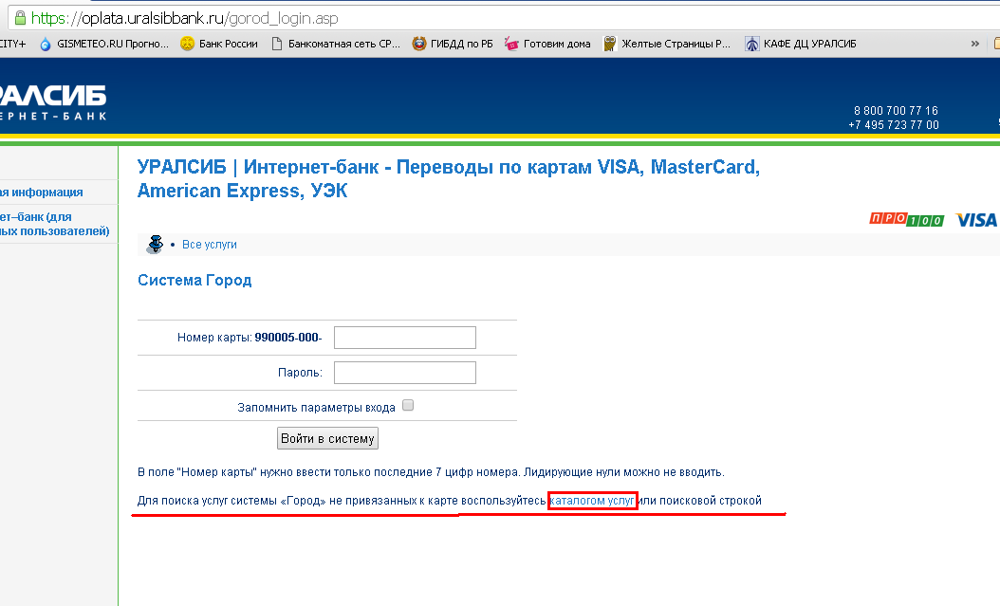 https://oplata.uralsibbank.ru/gorod_login.asp
CITY+ GISMETEO.RU Прогно... Банк России Банкоматная сеть СР... ГИБДД по РБ Готовим дома Желтые Страницы Р... КАФЕ ДЦ УРАЛСИБ »
РАЛСИБ
ЕРНЕТ-БАНК
8 800 700 77 16
+7 495 723 77 00
УРАЛСИБ | Интернет-банк - Переводы по картам VISA, MasterCard,
American Express, УЭК
ая информация
ет–банк (для
ных пользователей)
ПРО100 VISA
• Все услуги
Система Город
Номер карты: 990005-000-
Пароль:
Запомнить параметры входа
Войти в систему
В поле "Номер карты" нужно ввести только последние 7 цифр номера. Лидирующие нули можно не вводить.
Для поиска услуг системы «Город» не привязанных к карте воспользуйтесь каталогом услуг или поисковой строкой